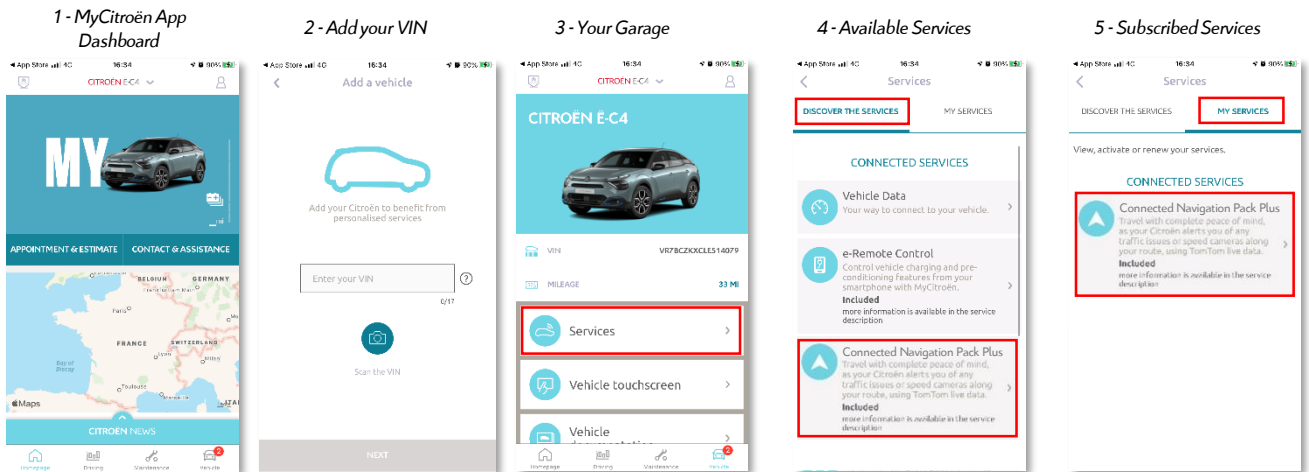 1 - MyCitroën App
Dashboard
2 - Add your VIN
3 - Your Garage
4 - Available Services
5 - Subscribed Services
App Store 4G 16:34 90%
CITROËN Ë-C4
MY
APPOINTMENT & ESTIMATE CONTACT & ASSISTANCE
BELGIUM GERMANY
Frankfurt am Main
Paris
FRANCE SWITZERLAND
Lyon Milan
Bay of
Biscay
Toulouse
Marseille
Maps
CITROËN NEWS
Homepage Driving Maintenance Vehicle
2
App Store 4G 16:34 90%
Add a vehicle
Add your Citroën to benefit from
personalised services
Enter your VIN
?
0/17
Scan the VIN
NEXT
App Store 4G 16:34 90%
CITROËN Ë-C4
CITROËN Ë-C4
VIN VR7BCZKXCLE514079
MILEAGE 33 MI
Services
Vehicle touchscreen
Vehicle
documentation
Homepage Driving Maintenance Vehicle
2
App Store 4G 16:34 90%
Services
DISCOVER THE SERVICES MY SERVICES
CONNECTED SERVICES
Vehicle Data
Your way to connect to your vehicle.
e-Remote Control
Control vehicle charging and pre-
conditioning features from your
smartphone with MyCitroën.
Included
more information is available in the service
description
Connected Navigation Pack Plus
Travel with complete peace of mind,
as your Citroën alerts you of any
traffic issues or speed cameras along
your route, using TomTom live data.
Included
more information is available in the service
description
App Store 4G 16:34 90%
Services
DISCOVER THE SERVICES MY SERVICES
View, activate or renew your services.
CONNECTED SERVICES
Connected Navigation Pack Plus
Travel with complete peace of mind,
as your Citroën alerts you of any
traffic issues or speed cameras along
your route, using TomTom live data.
Included
more information is available in the service
description